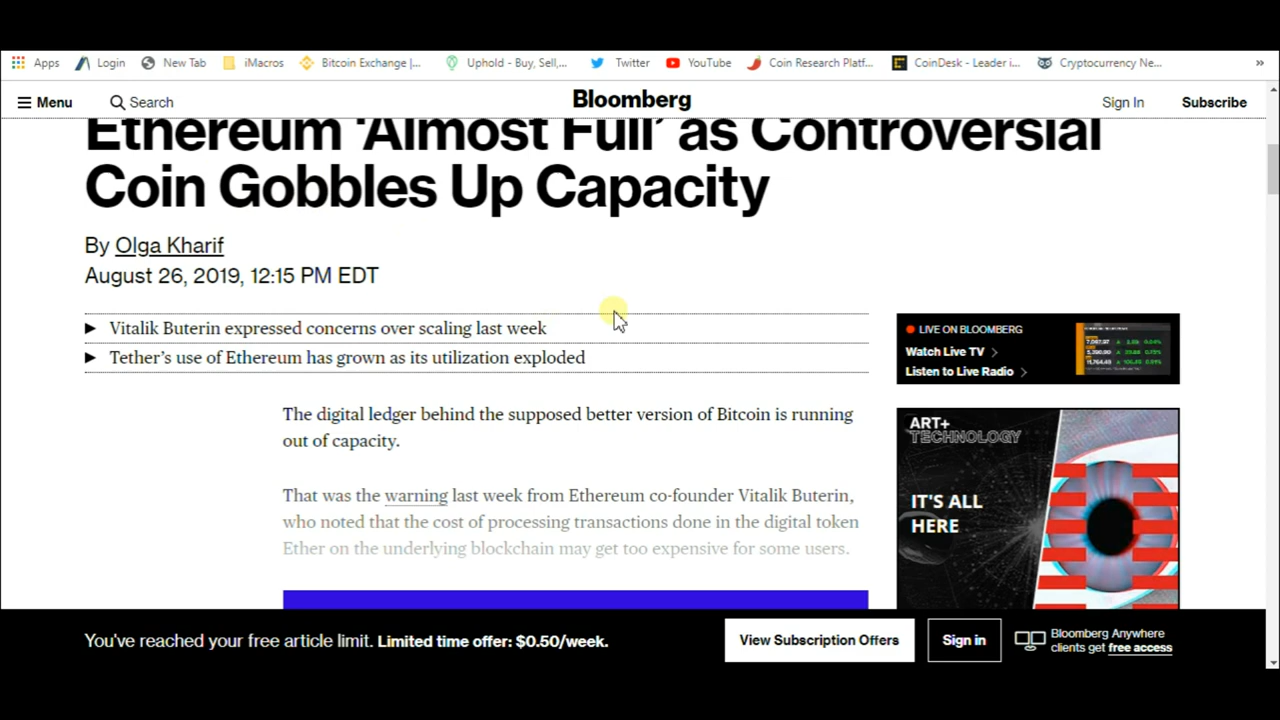 Apps Login New Tab iMacros Bitcoin Exchange |... Uphold - Buy, Sell,... Twitter YouTube Coin Research Platf... CoinDesk - Leader i... Cryptocurrency Ne... »
Menu Search Bloomberg Sign In Subscribe
Ethereum ‘Almost Full’ as Controversial
Coin Gobbles Up Capacity
By Olga Kharif
August 26, 2019, 12:15 PM EDT
Vitalik Buterin expressed concerns over scaling last week
Tether’s use of Ethereum has grown as its utilization exploded
LIVE ON BLOOMBERG
Watch Live TV
Listen to Live Radio
The digital ledger behind the supposed better version of Bitcoin is running
out of capacity.
That was the warning last week from Ethereum co-founder Vitalik Buterin,
who noted that the cost of processing transactions done in the digital token
Ether on the underlying blockchain may get too expensive for some users.
ART+
TECHNOLOGY
IT'S ALL
HERE
You've reached your free article limit. Limited time offer: $0.50/week.
View Subscription Offers
Sign in
Bloomberg Anywhere
clients get free access